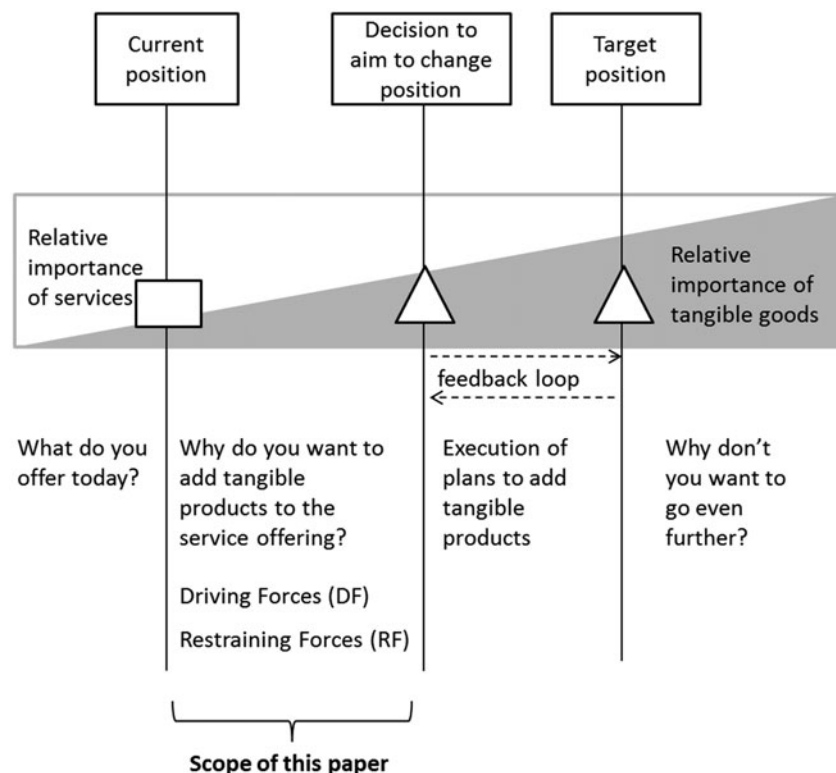 Current
position
Decision to
aim to change
position
Target
position
Relative
importance
of services
Relative
importance of
tangible goods
feedback loop
What do you
offer today?
Why do you want to
add tangible
products to the
service offering?
Driving Forces (DF)
Restraining Forces (RF)
Execution of
plans to add
tangible
products
Why don't
you want to
go even
further?
Scope of this paper